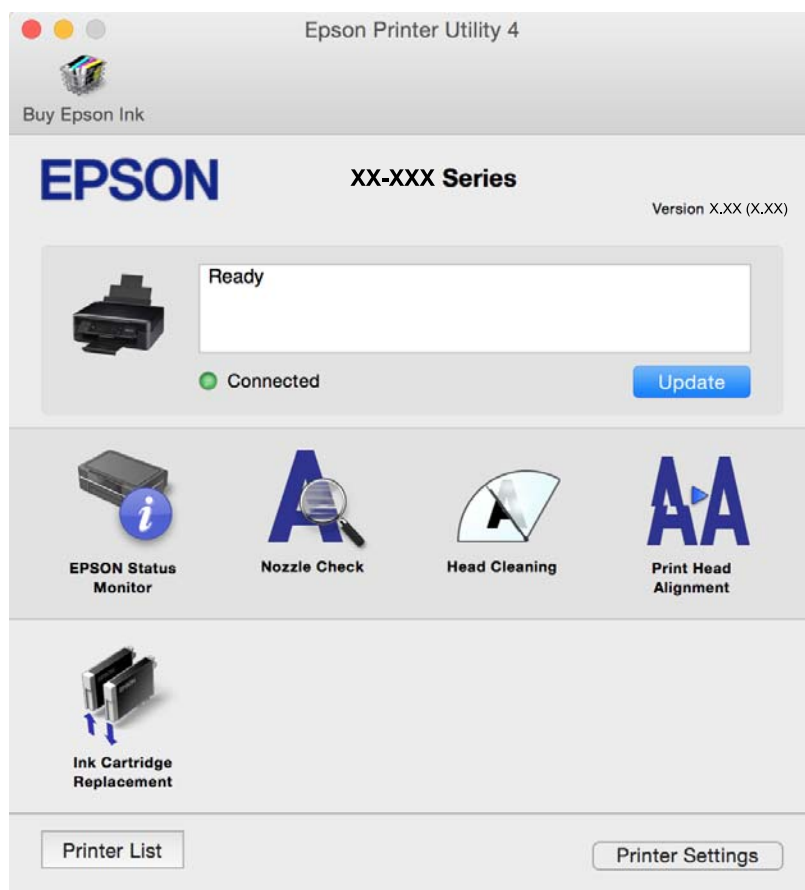 Epson Printer Utility 4
Buy Epson Ink
EPSON
XX-XXX Series
Version X.XX (X.XX)
Ready
Connected
Update
EPSON Status
Monitor
Nozzle Check
Head Cleaning
Print Head
Alignment
Ink Cartridge
Replacement
Printer List
Printer Settings